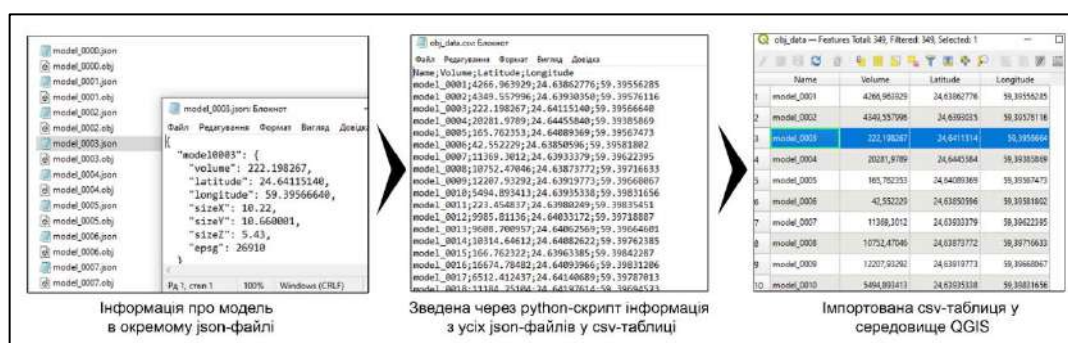 model_0000.json
model_0000.obj
model_0001.json
model_0001.obj
model_0002.json
model_0002.obj
model_0003.json
model_0003.obj
model_0004.json
model_0004.obj
model_0005.json
model_0005.obj
model_0006.json
model_0006.obj
model_0007.json
model_0007.obj
model_0003.json: Блокнот
Файл Редагування Формат Вигляд
{
"model0003": {
"volume": 222.198267,
"latitude": 24.64115140,
"longitude": 59.39566640,
"sizeX": 10.22,
"sizeY": 10.660001,
"sizeZ": 5.43,
"epsg": 26910
}
100% Windows (CRLF)
Інформація про модель
в окремому json-файлі
obj_data.csv: Блокнот
Файл Редагування Формат Вигляд Довідка
Name;Volume;Latitude;Longitude
model_0001;4266.963929;24.63862776;59.39556285
model_0002;4349.557996;24.63930350;59.39576116
model_0003;222.198267;24.64115140;59.39566640
model_0004;20281.9789;24.64455840;59.39385869
model_0005;165.762353;24.64089369;59.39567473
model_0006;42.552229;24.63850596;59.39581802
model_0007;11369.3012;24.63933379;59.39622395
model_0008;10752.47046;24.63873772;59.39716633
model_0009;12207.93292;24.63919773;59.39660067
model_0010;5494.893413;24.63935338;59.39831656
model_0011;223.454837;24.63980249;59.39835451
model_0012;9985.81136;24.64033172;59.39718887
model_0013;9608.700957;24.64062569;59.39664601
model_0014;10314.64612;24.64082622;59.39762385
model_0015;166.762322;24.63963385;59.39842287
model_0016;16674.78482;24.64093966;59.39831206
model_0017;6512.412437;24.64140689;59.39787013
Зведена через python-скрипт інформація
з усіх json-файлів у csv-таблиці
obj_data — Features Total: 349, Filtered: 349, Selected: 1
Name Volume Latitude Longitude
1 model_0001 4266,963929 24,63862776 59,39556285
2 model_0002 4349,557996 24,6393035 59,39576116
3 model_0003 222,198267 24,6411514 59,3956664
4 model_0004 20281,9789 24,6445584 59,39385869
5 model_0005 165,762353 24,64089369 59,39567473
6 model_0006 42,552229 24,63850596 59,39581802
7 model_0007 11369,3012 24,63933379 59,39622395
8 model_0008 10752,47046 24,63873772 59,39716633
9 model_0009 12207,93292 24,63919773 59,39660067
10 model_0010 5494,893413 24,63935338 59,39831656
Імпортована csv-таблиця у
середовище QGIS